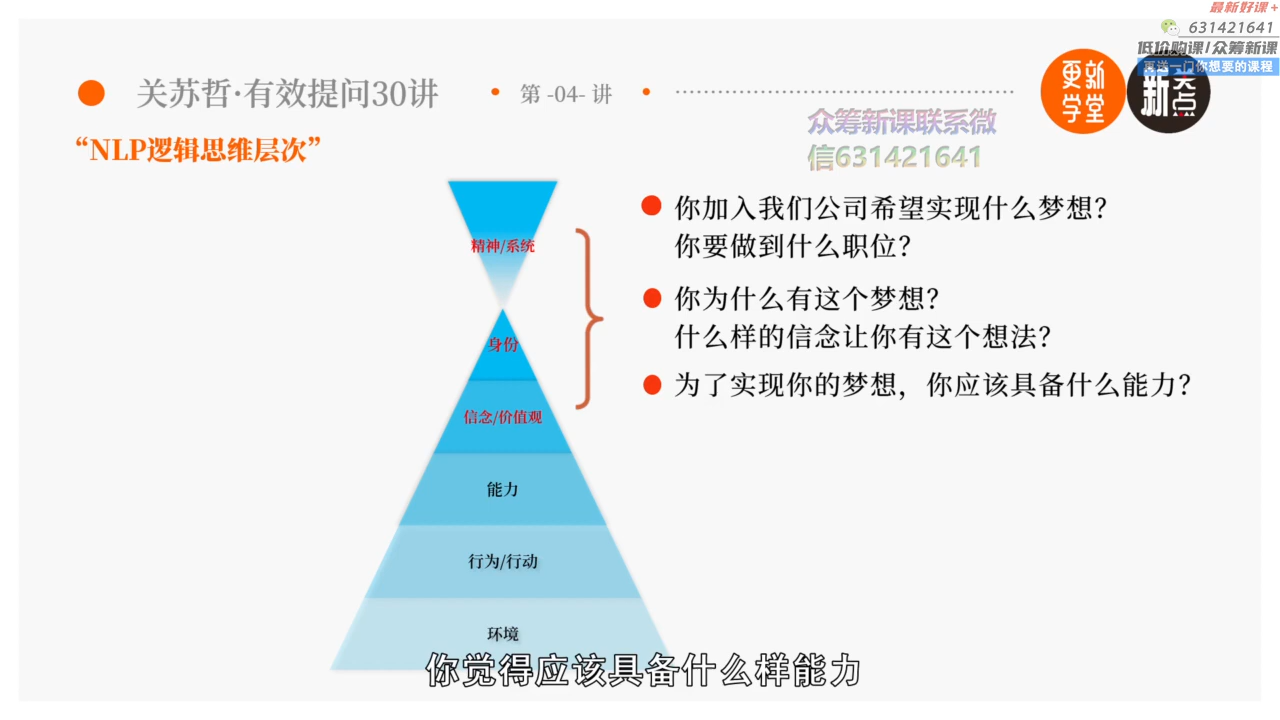 最新好课+
631421641
低价购课/众筹新课
再送一门你想要的课程
关苏哲·有效提问30讲
第 -04- 讲
更新
学堂
新关点
“NLP逻辑思维层次”
众筹新课联系微
信631421641
精神/系统
身份
信念/价值观
能力
行为/行动
环境
你加入我们公司希望实现什么梦想?
你要做到什么职位?
你为什么有这个梦想?
什么样的信念让你有这个想法?
为了实现你的梦想，你应该具备什么能力?
你觉得应该具备什么样能力